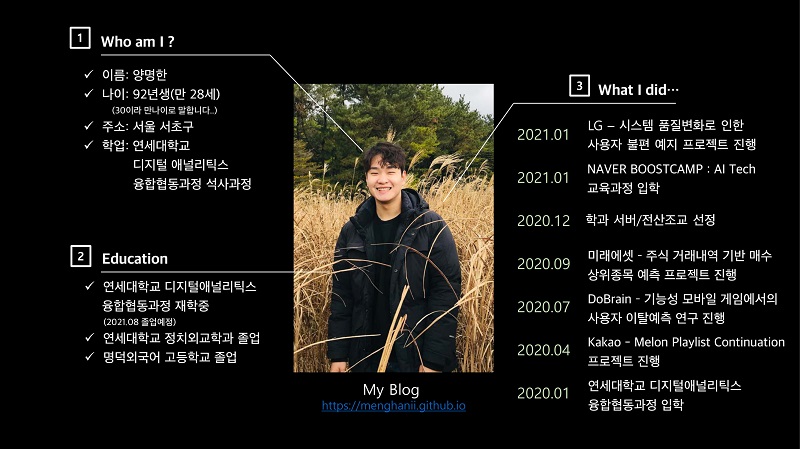 1 Who am I ?
✓ 이름: 양명한
✓ 나이: 92년생(만 28세)
(30이라 만나이로 말합니다..)
✓ 주소: 서울 서초구
✓ 학업: 연세대학교
디지털 애널리틱스
융합협동과정 석사과정
2 Education
✓ 연세대학교 디지털애널리틱스
융합협동과정 재학중
(2021.08 졸업예정)
✓ 연세대학교 정치외교학과 졸업
✓ 명덕외국어 고등학교 졸업
My Blog
https://menghanii.github.io
3 What I did…
2021.01 LG – 시스템 품질변화로 인한
사용자 불편 예지 프로젝트 진행
2021.01 NAVER BOOSTCAMP : AI Tech
교육과정 입학
2020.12 학과 서버/전산조교 선정
2020.09 미래에셋 - 주식 거래내역 기반 매수
상위종목 예측 프로젝트 진행
2020.07 DoBrain - 기능성 모바일 게임에서의
사용자 이탈예측 연구 진행
2020.04 Kakao - Melon Playlist Continuation
프로젝트 진행
2020.01 연세대학교 디지털애널리틱스
융합협동과정 입학